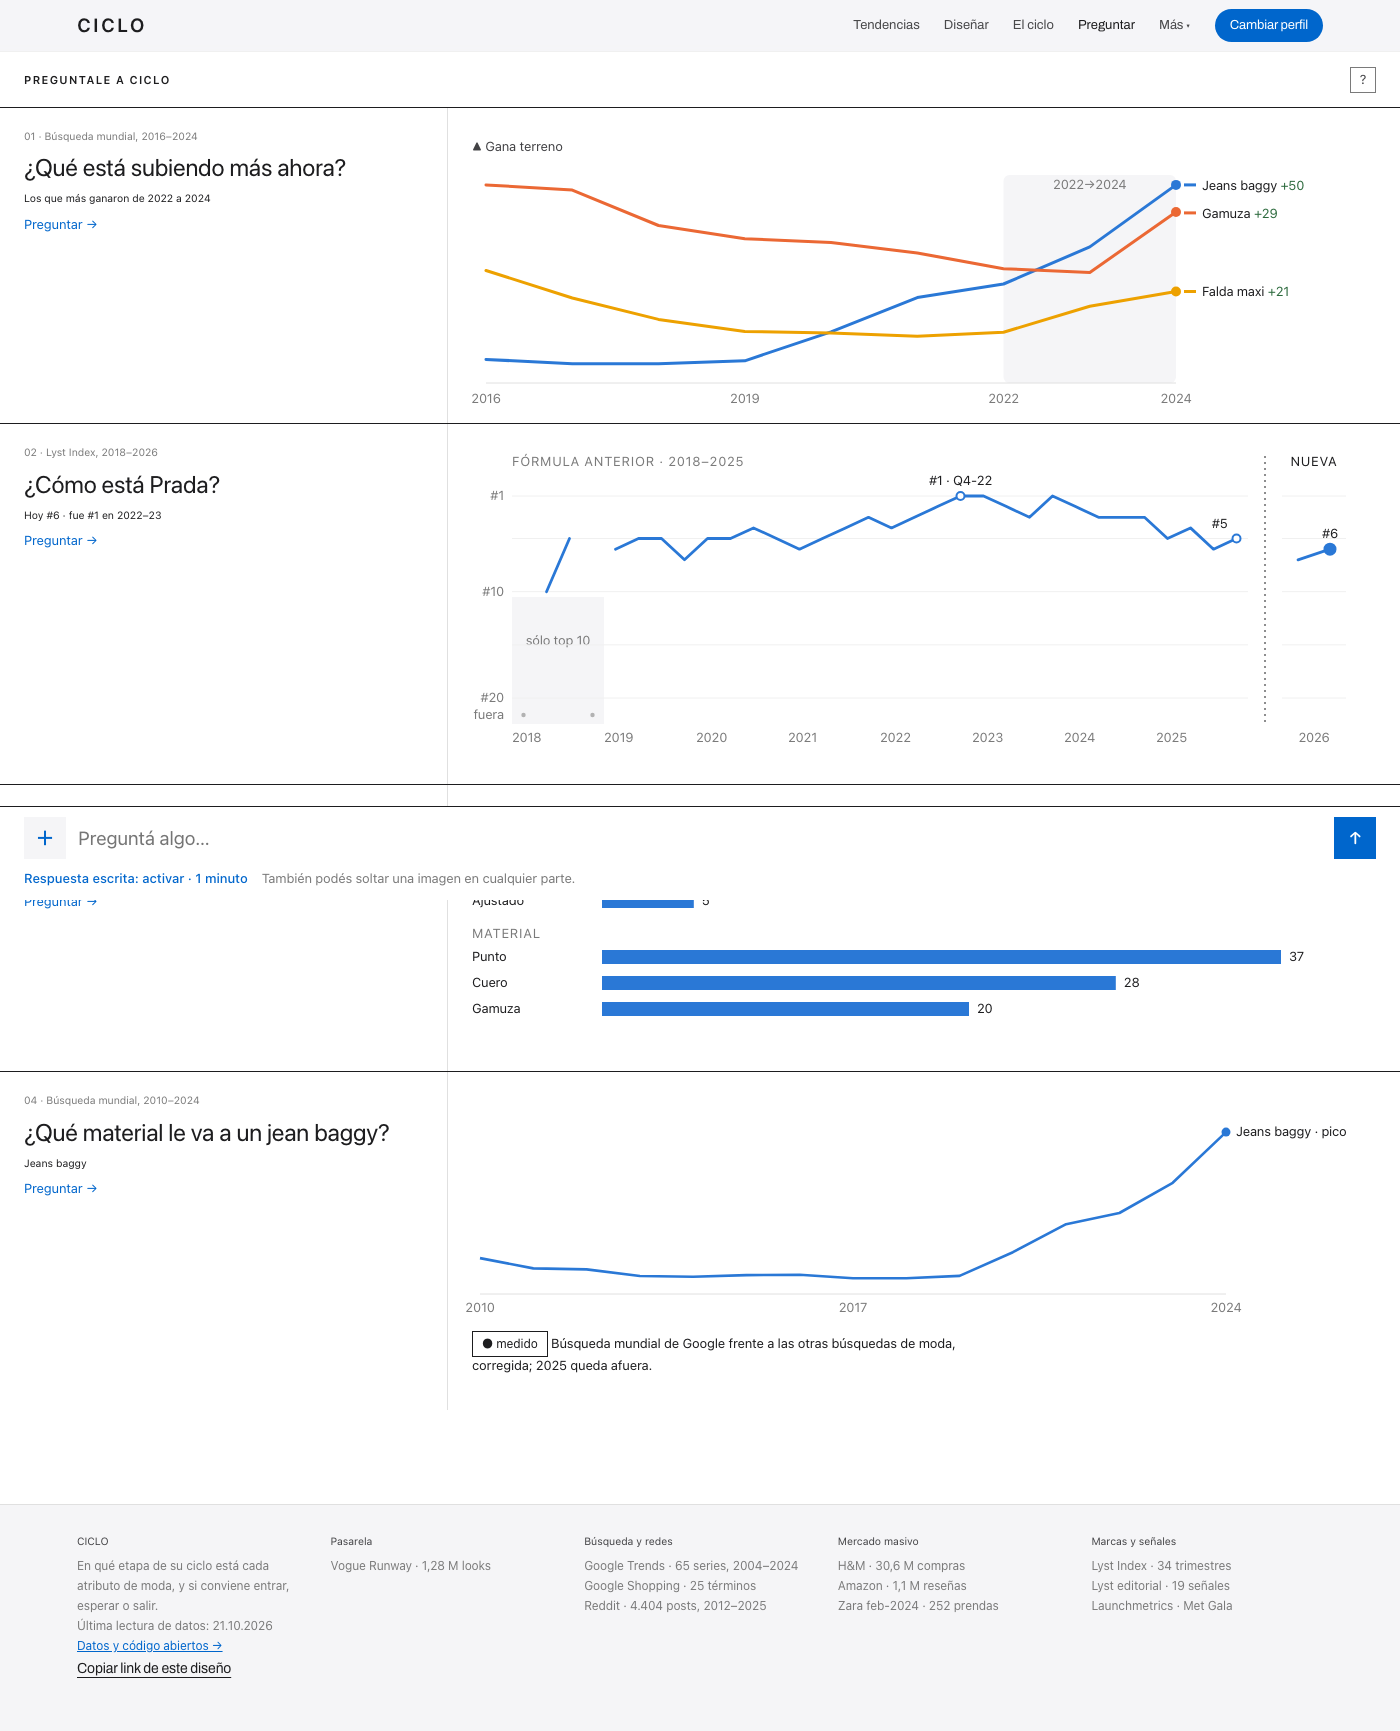 CICLO
Tendencias
Diseñar
El ciclo
Preguntar
Más
Cambiar perfil
PREGUNTALE A CICLO
?
01 · Búsqueda mundial, 2016–2024
¿Qué está subiendo más ahora?
Los que más ganaron de 2022 a 2024
Preguntar →
▲ Gana terreno
2022→2024
Jeans baggy +50
Gamuza +29
Falda maxi +21
2016
2019
2022
2024
02 · Lyst Index, 2018–2026
¿Cómo está Prada?
Hoy #6 · fue #1 en 2022–23
Preguntar →
FÓRMULA ANTERIOR · 2018–2025
NUEVA
#1 · Q4-22
#1
#5
#6
#10
sólo top 10
#20
fuera
2018
2019
2020
2021
2022
2023
2024
2025
2026
+
Preguntá algo...
↑
Respuesta escrita: activar · 1 minuto
También podés soltar una imagen en cualquier parte.
Preguntar →
Ajustado
5
MATERIAL
Punto
37
Cuero
28
Gamuza
20
04 · Búsqueda mundial, 2010–2024
¿Qué material le va a un jean baggy?
Jeans baggy
Preguntar →
Jeans baggy · pico
2010
2017
2024
● medido Búsqueda mundial de Google frente a las otras búsquedas de moda,
corregida; 2025 queda afuera.
CICLO
En qué etapa de su ciclo está cada
atributo de moda, y si conviene entrar,
esperar o salir.
Última lectura de datos: 21.10.2026
Datos y código abiertos →
Copiar link de este diseño
Pasarela
Vogue Runway · 1,28 M looks
Búsqueda y redes
Google Trends · 65 series, 2004–2024
Google Shopping · 25 términos
Reddit · 4.404 posts, 2012–2025
Mercado masivo
H&M · 30,6 M compras
Amazon · 1,1 M reseñas
Zara feb-2024 · 252 prendas
Marcas y señales
Lyst Index · 34 trimestres
Lyst editorial · 19 señales
Launchmetrics · Met Gala